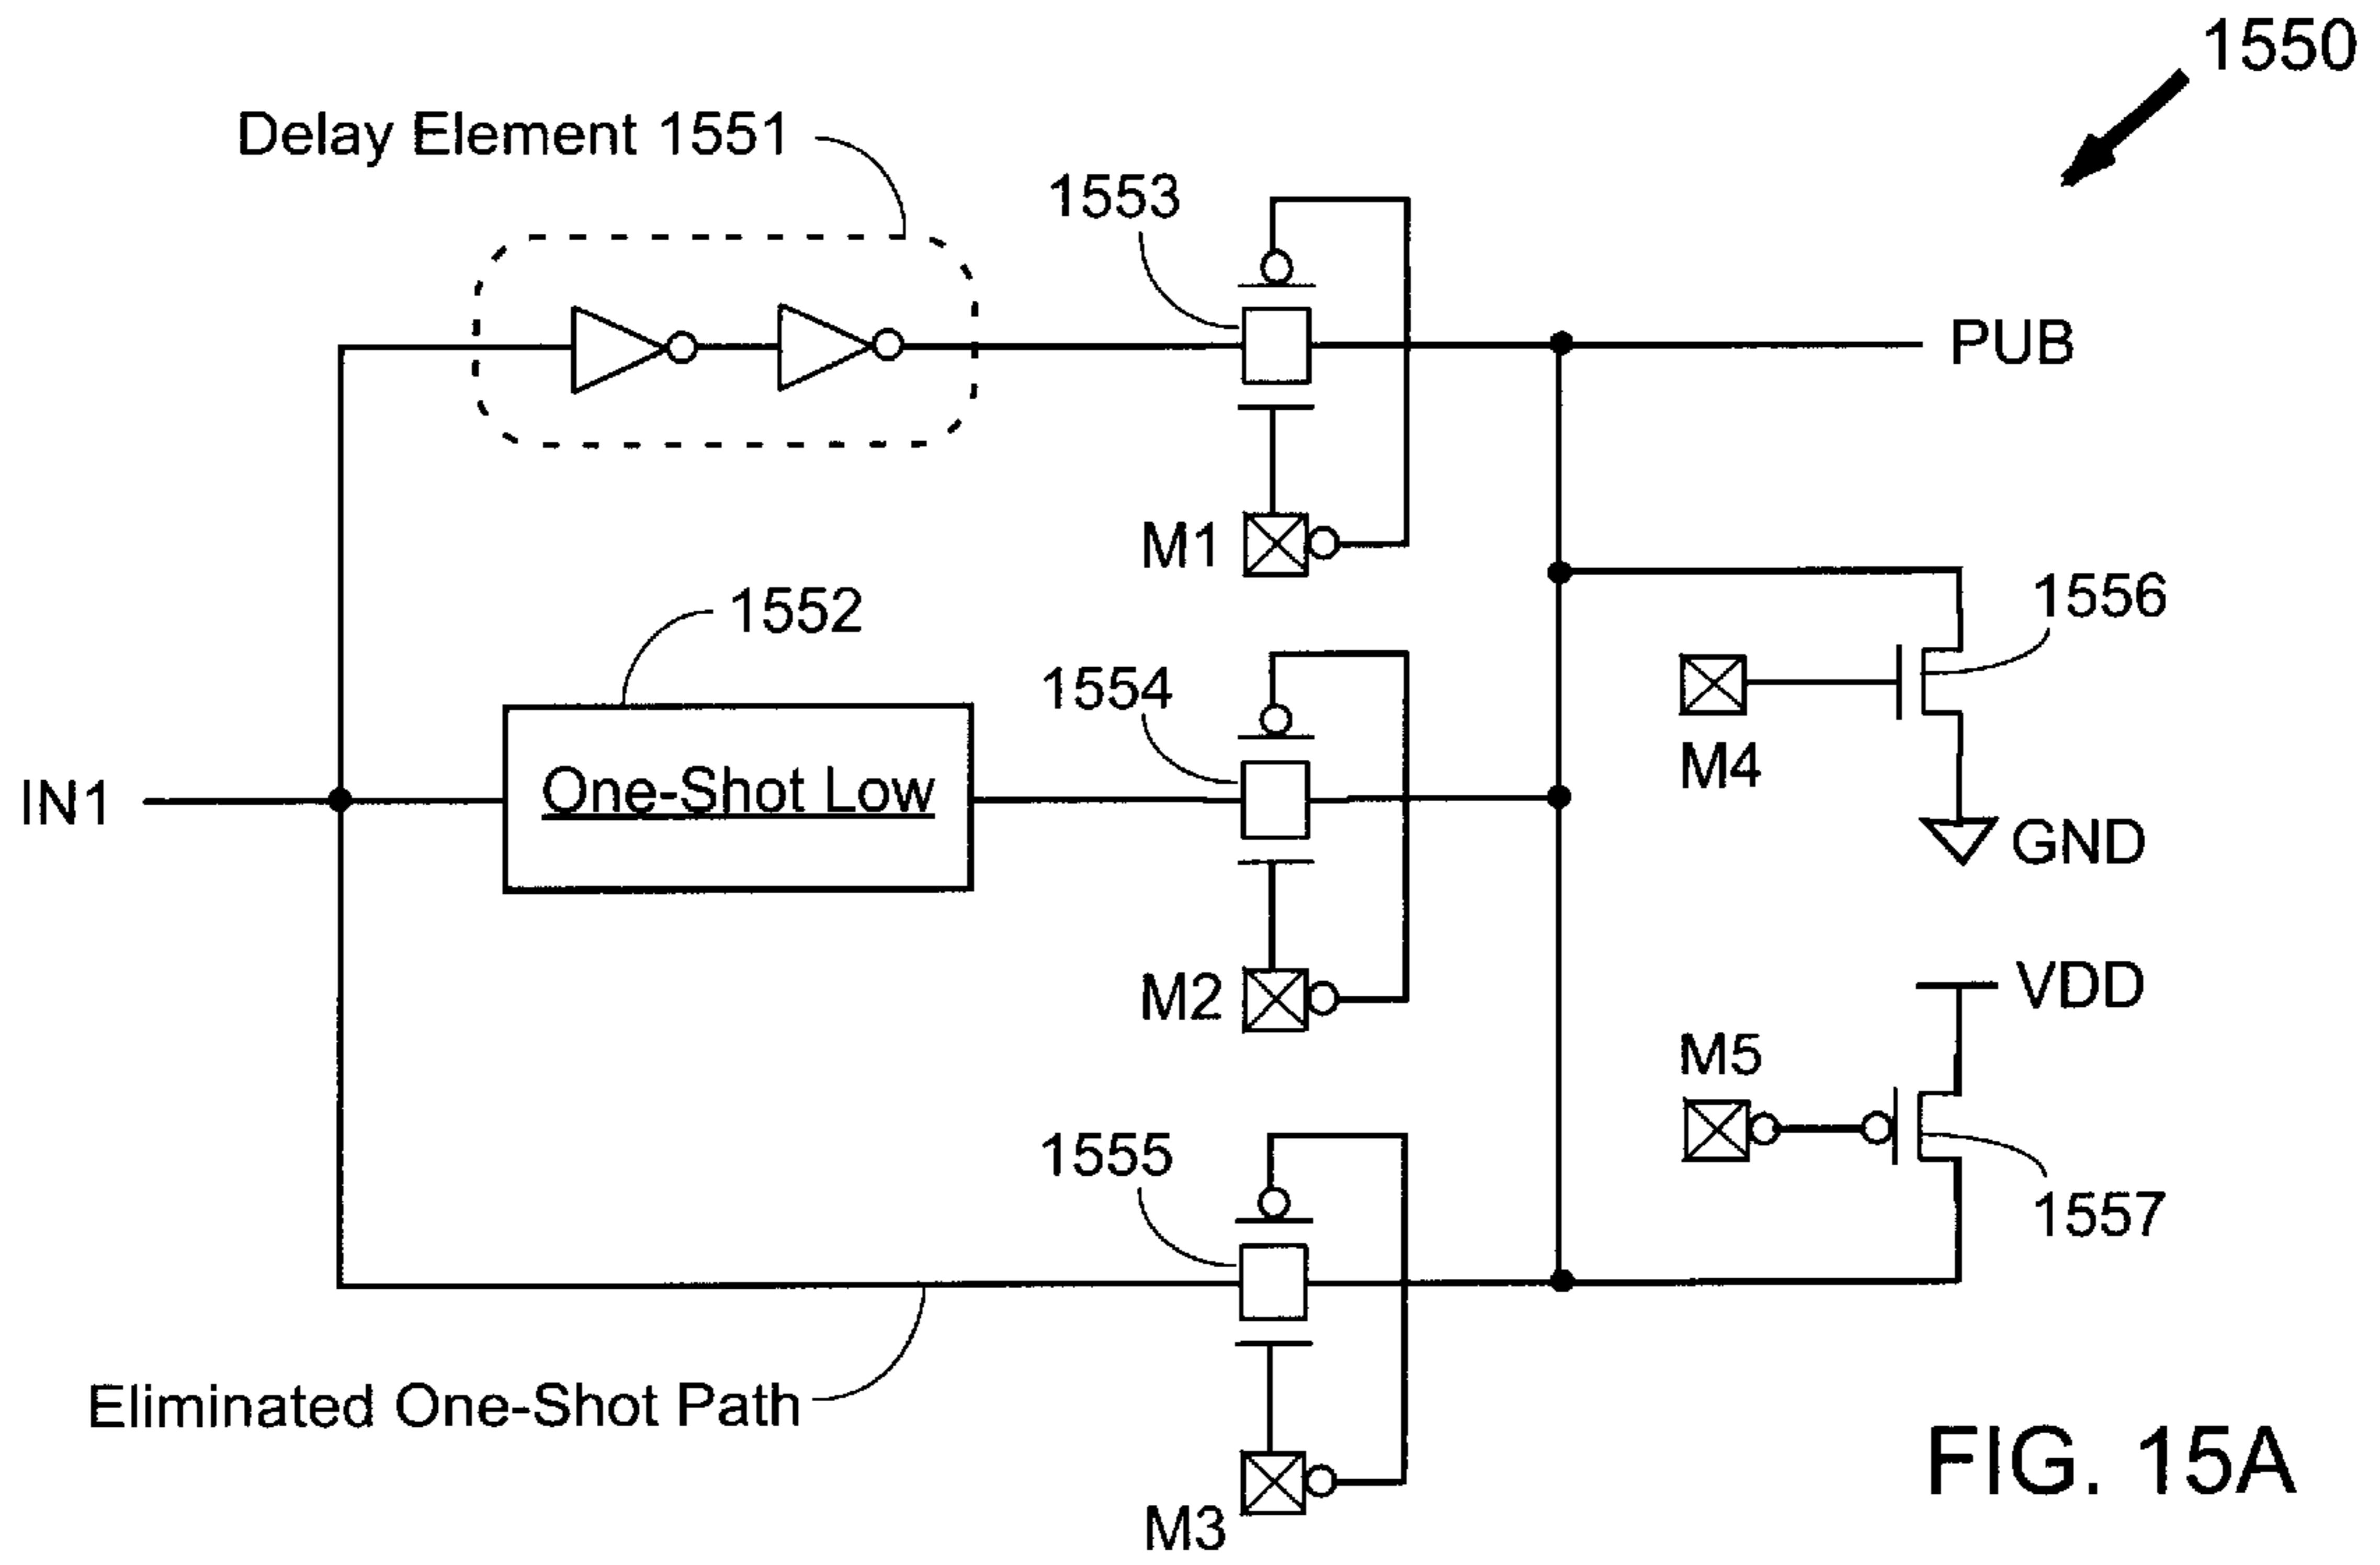 1550
Delay Element 1551
1553
PUB
M1
1556
1552
1554
M4
IN1
One-Shot Low
GND
M2
VDD
M5
1555
1557
Eliminated One-Shot Path
M3
FIG. 15A